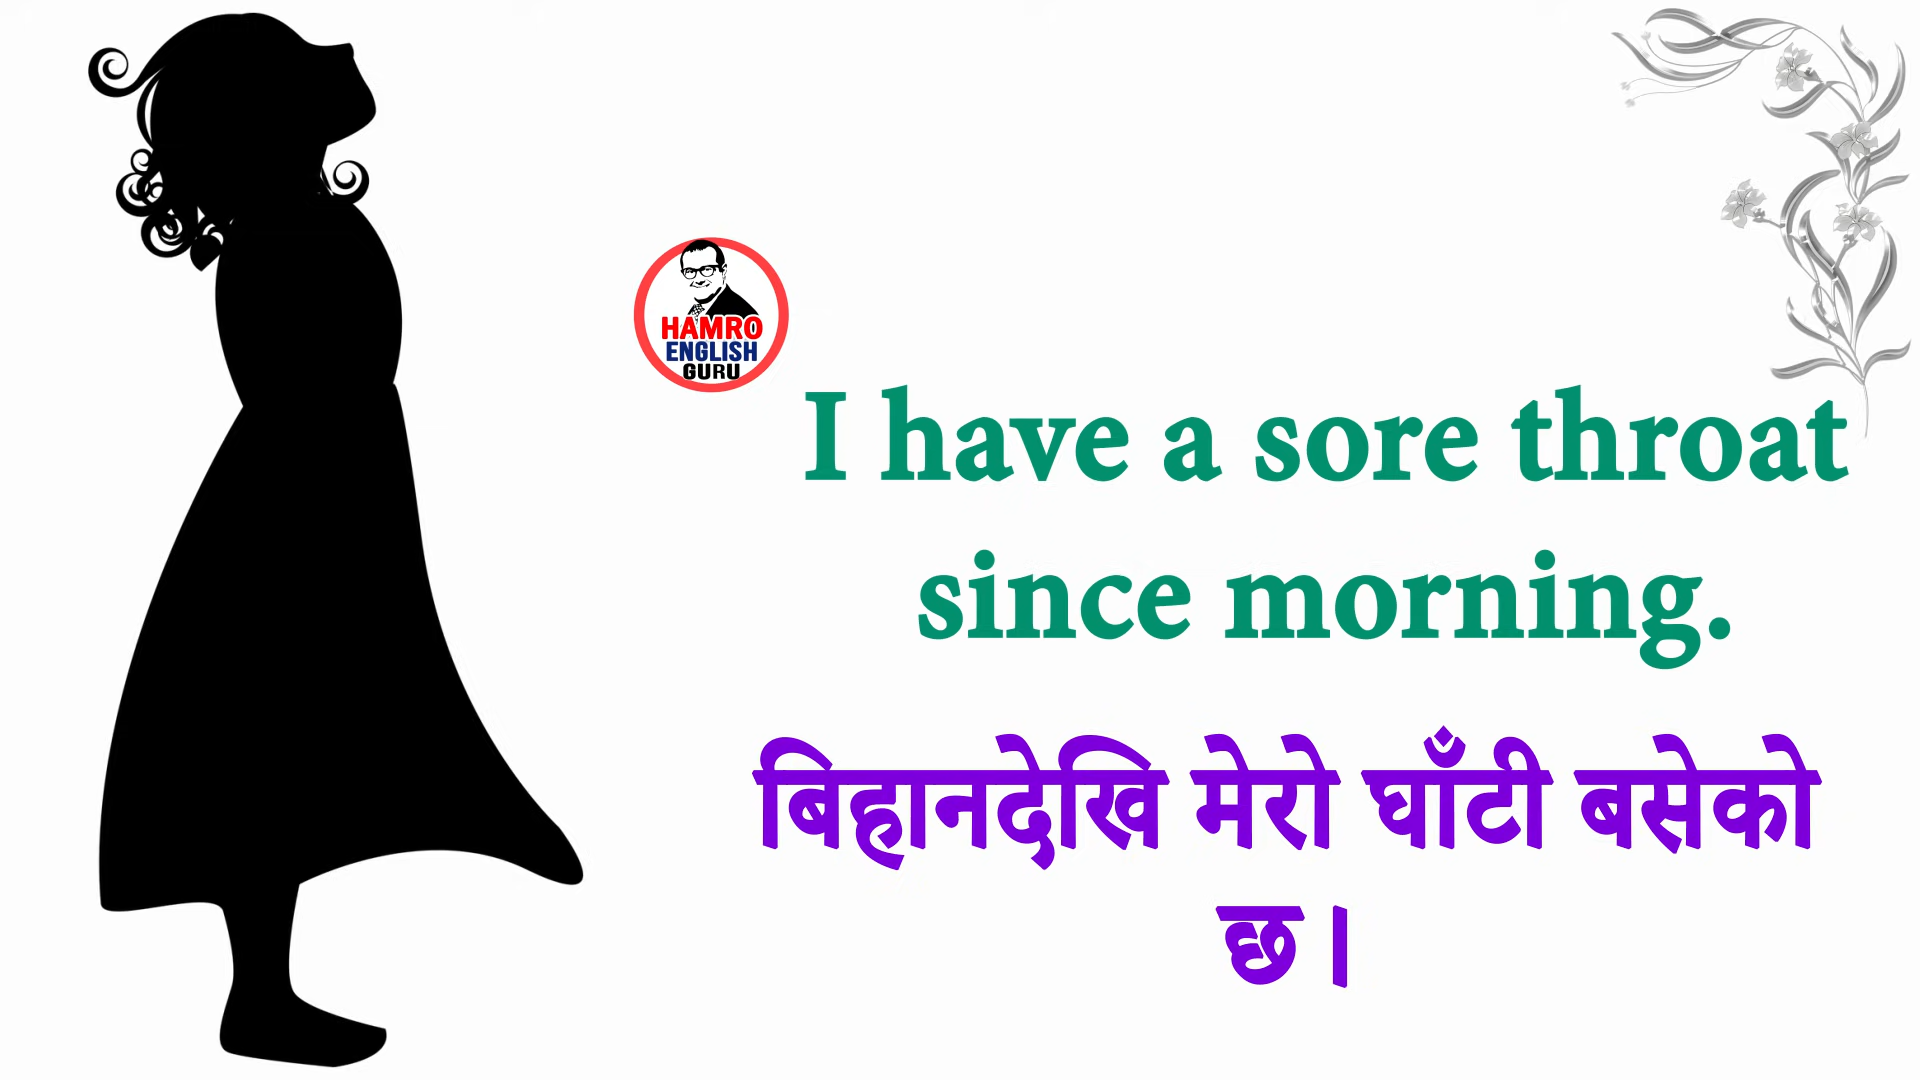 HAMRO
ENGLISH
GURU
I have a sore throat
since morning.
बिहानदेखि मेरो घाँटी बसेको
छ।